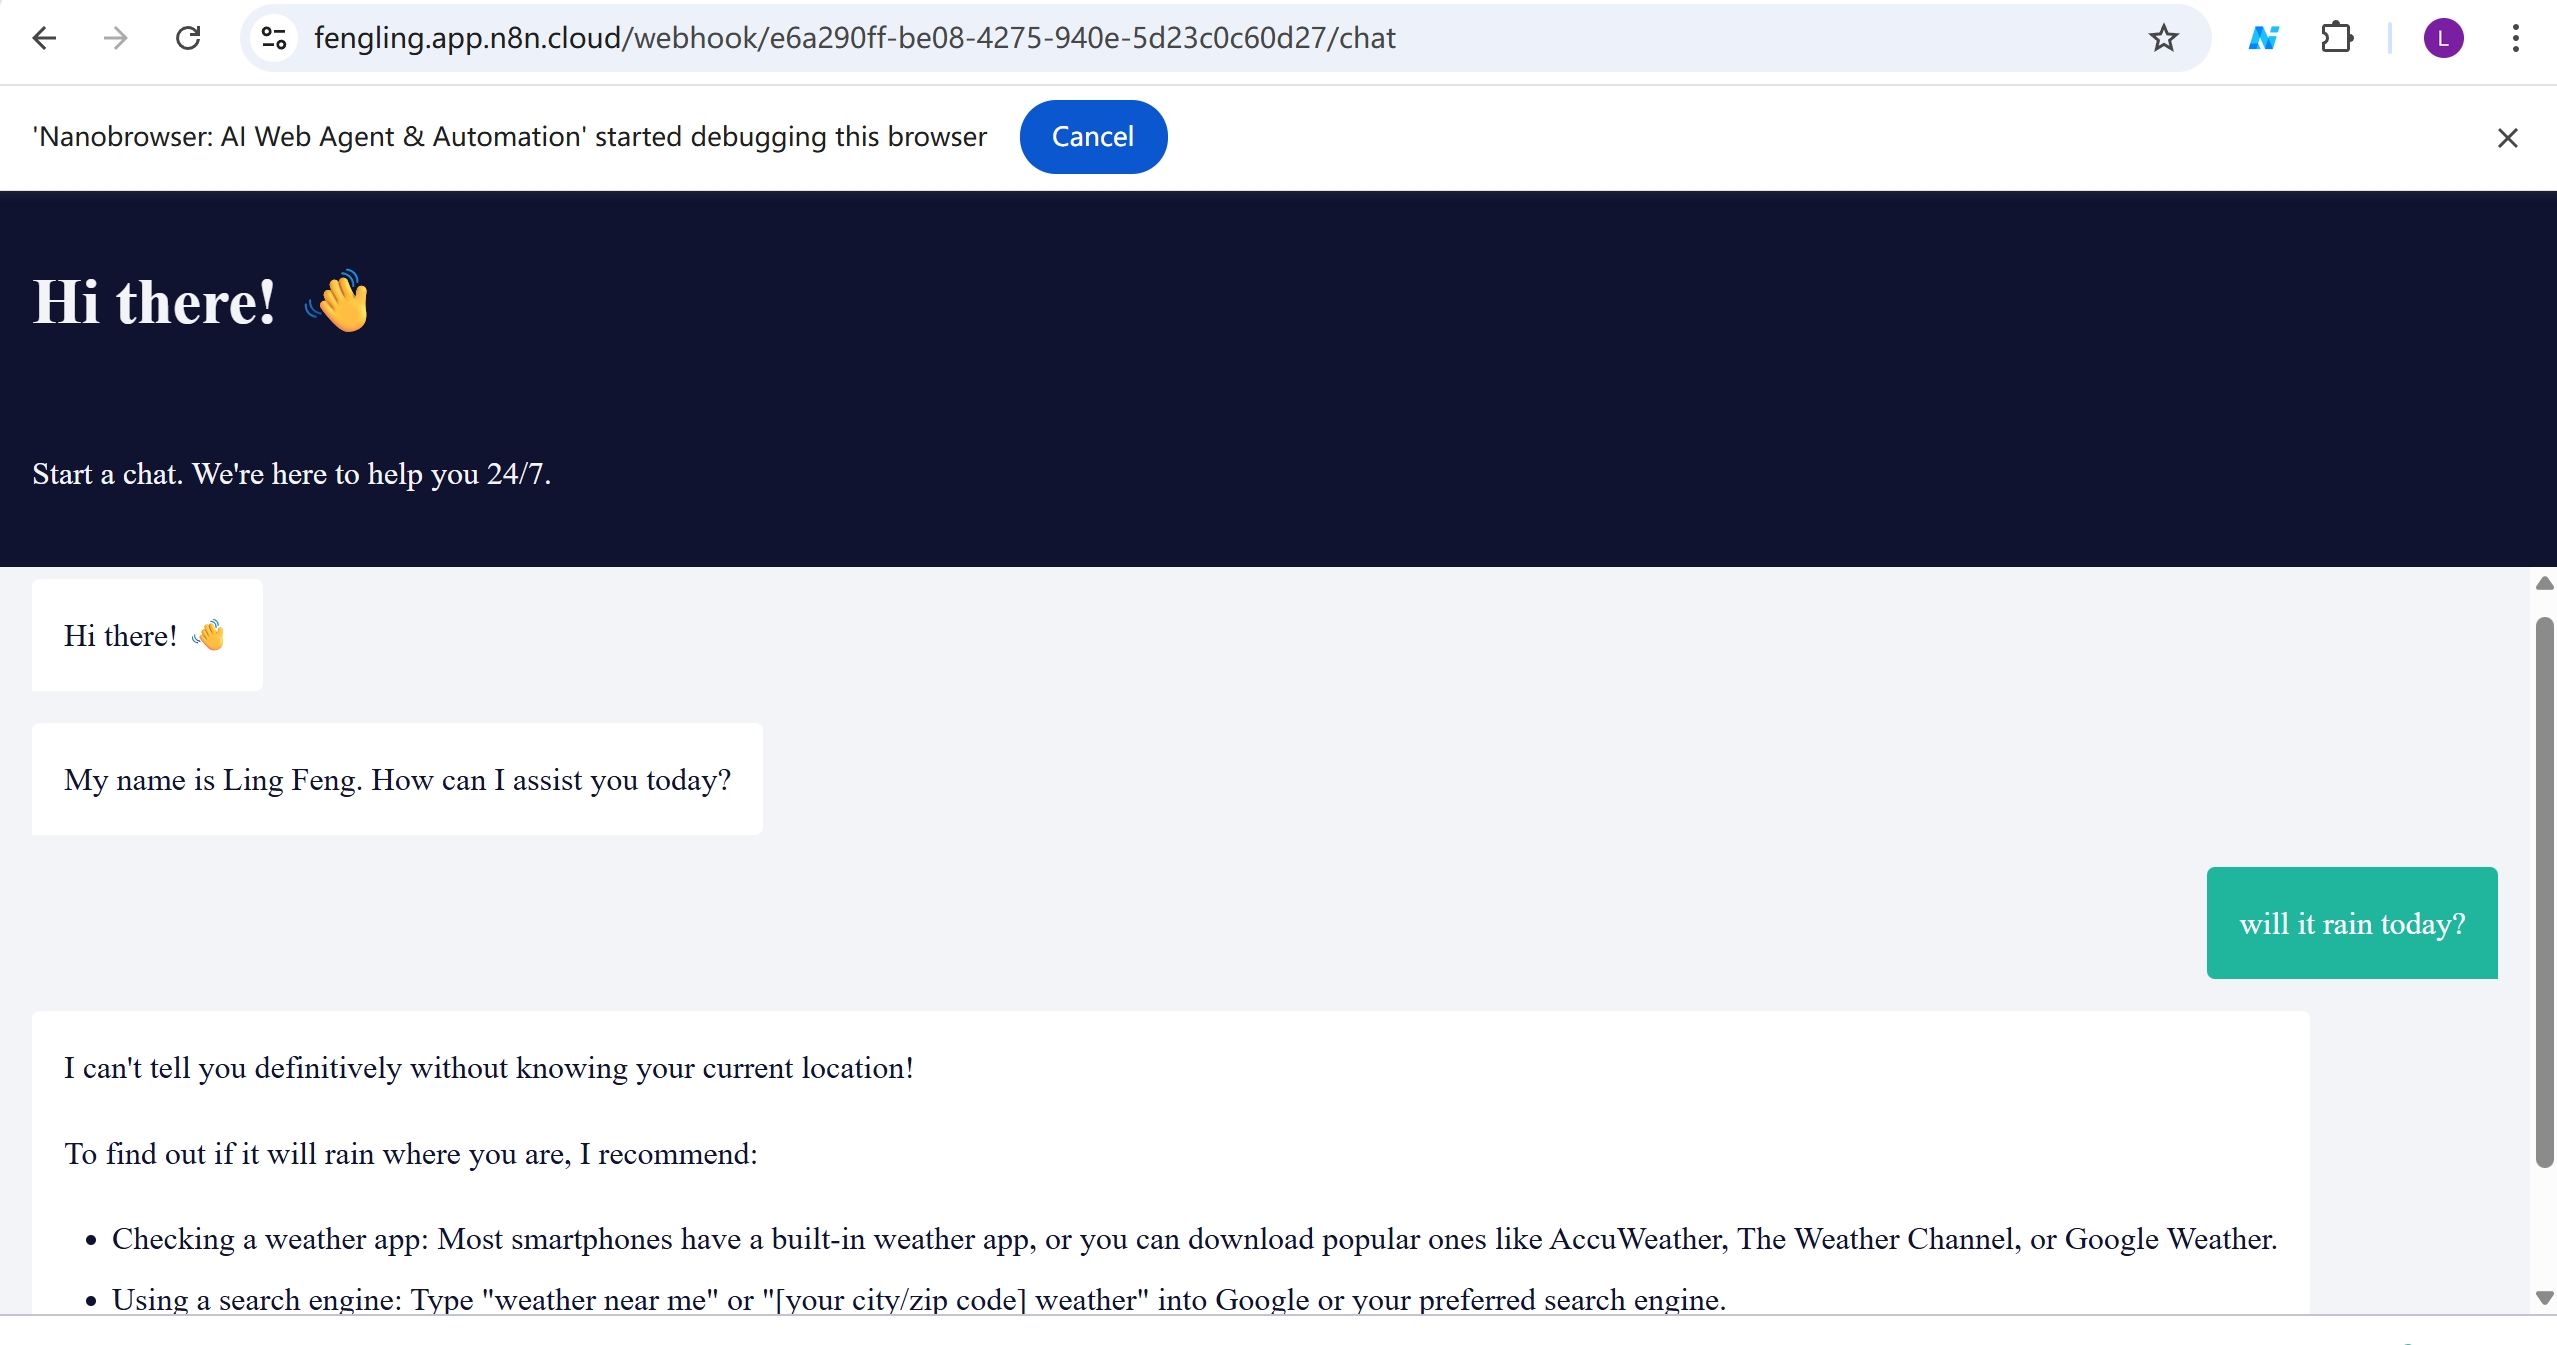 fengling.app.n8n.cloud/webhook/e6a290ff-be08-4275-940e-5d23c0c60d27/chat
L
'Nanobrowser: AI Web Agent & Automation' started debugging this browser
Cancel
Hi there! 👋
Start a chat. We're here to help you 24/7.
Hi there! 👋
My name is Ling Feng. How can I assist you today?
will it rain today?
I can't tell you definitively without knowing your current location!
To find out if it will rain where you are, I recommend:
• Checking a weather app: Most smartphones have a built-in weather app, or you can download popular ones like AccuWeather, The Weather Channel, or Google Weather.
• Using a search engine: Type "weather near me" or "[your city/zip code] weather" into Google or your preferred search engine.